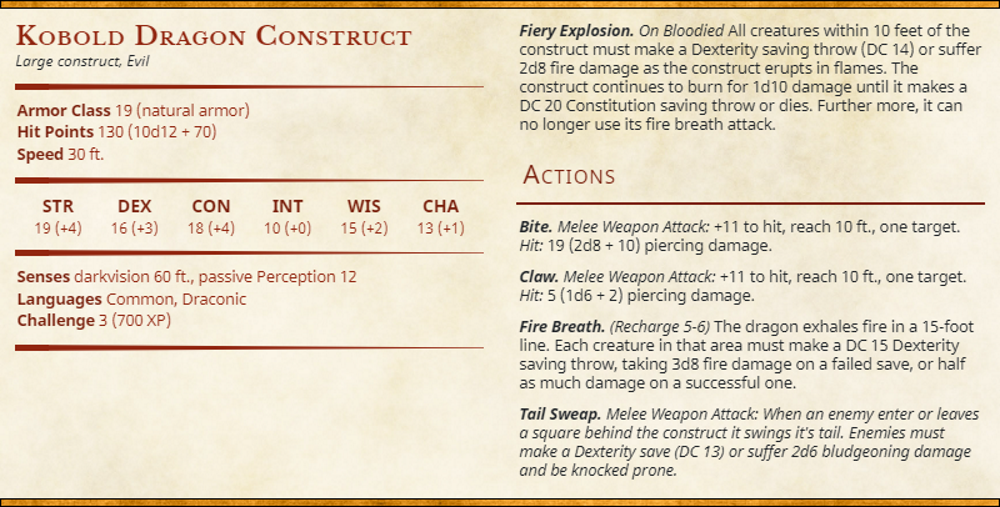 Kobold Dragon Construct
Large construct, Evil
Armor Class 19 (natural armor)
Hit Points 130 (10d12 + 70)
Speed 30 ft.
STR DEX CON INT WIS CHA
19 (+4) 16 (+3) 18 (+4) 10 (+0) 15 (+2) 13 (+1)
Senses darkvision 60 ft., passive Perception 12
Languages Common, Draconic
Challenge 3 (700 XP)
Fiery Explosion. On Bloodied All creatures within 10 feet of the
construct must make a Dexterity saving throw (DC 14) or suffer
2d8 fire damage as the construct erupts in flames. The
construct continues to burn for 1d10 damage until it makes a
DC 20 Constitution saving throw or dies. Further more, it can
no longer use its fire breath attack.
Actions
Bite. Melee Weapon Attack: +11 to hit, reach 10 ft., one target.
Hit: 19 (2d8 + 10) piercing damage.
Claw. Melee Weapon Attack: +11 to hit, reach 10 ft., one target.
Hit: 5 (1d6 + 2) piercing damage.
Fire Breath. (Recharge 5-6) The dragon exhales fire in a 15-foot
line. Each creature in that area must make a DC 15 Dexterity
saving throw, taking 3d8 fire damage on a failed save, or half
as much damage on a successful one.
Tail Sweap. Melee Weapon Attack: When an enemy enter or leaves
a square behind the construct it swings it's tail. Enemies must
make a Dexterity save (DC 13) or suffer 2d6 bludgeoning damage
and be knocked prone.